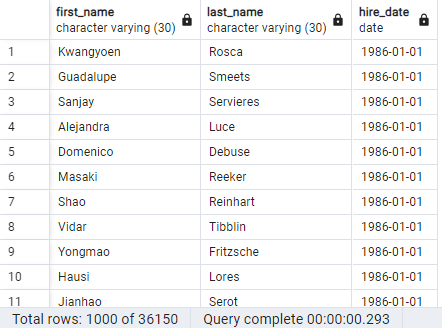 first_name last_name hire_date
character varying (30) character varying (30) date
1 Kwangyoen Rosca 1986-01-01
2 Guadalupe Smeets 1986-01-01
3 Sanjay Servieres 1986-01-01
4 Alejandra Luce 1986-01-01
5 Domenico Debuse 1986-01-01
6 Masaki Reeker 1986-01-01
7 Shao Reinhart 1986-01-01
8 Vidar Tibblin 1986-01-01
9 Yongmao Fritzsche 1986-01-01
10 Hausi Lores 1986-01-01
11 Jianhao Serot 1986-01-01
Total rows: 1000 of 36150 Query complete 00:00:00.293